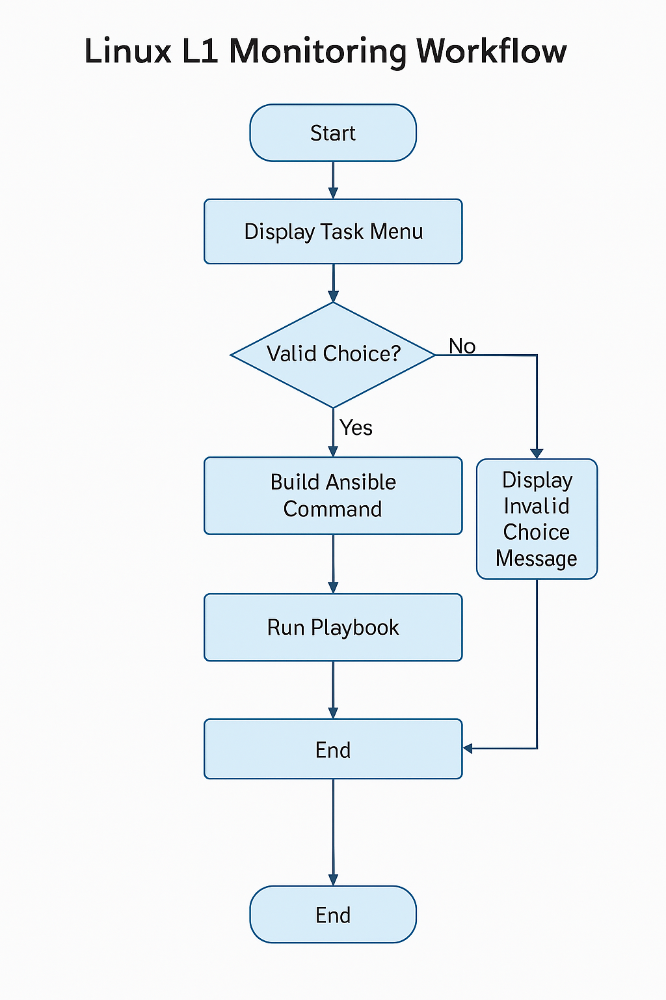 Linux L1 Monitoring Workflow
Start
Display Task Menu
Valid Choice?
No
Yes
Build Ansible
Command
Display
Invalid
Choice
Message
Run Playbook
End
End